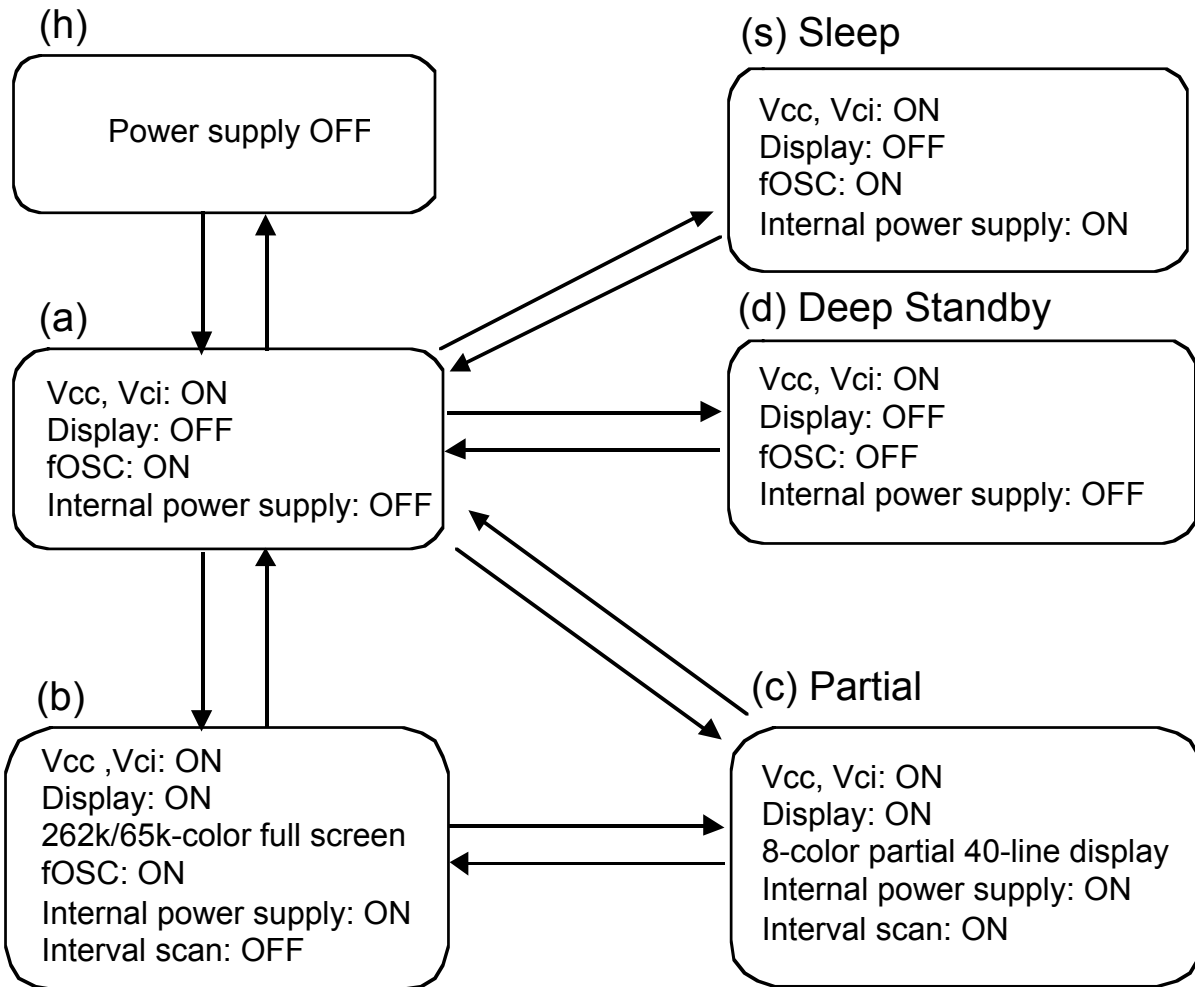 (h)
Power supply OFF
(s) Sleep
Vcc, Vci: ON
Display: OFF
fOSC: ON
Internal power supply: ON
(a)
Vcc, Vci: ON
Display: OFF
fOSC: ON
Internal power supply: OFF
(d) Deep Standby
Vcc, Vci: ON
Display: OFF
fOSC: OFF
Internal power supply: OFF
(b)
Vcc ,Vci: ON
Display: ON
262k/65k-color full screen
fOSC: ON
Internal power supply: ON
Interval scan: OFF
(c) Partial
Vcc, Vci: ON
Display: ON
8-color partial 40-line display
Internal power supply: ON
Interval scan: ON